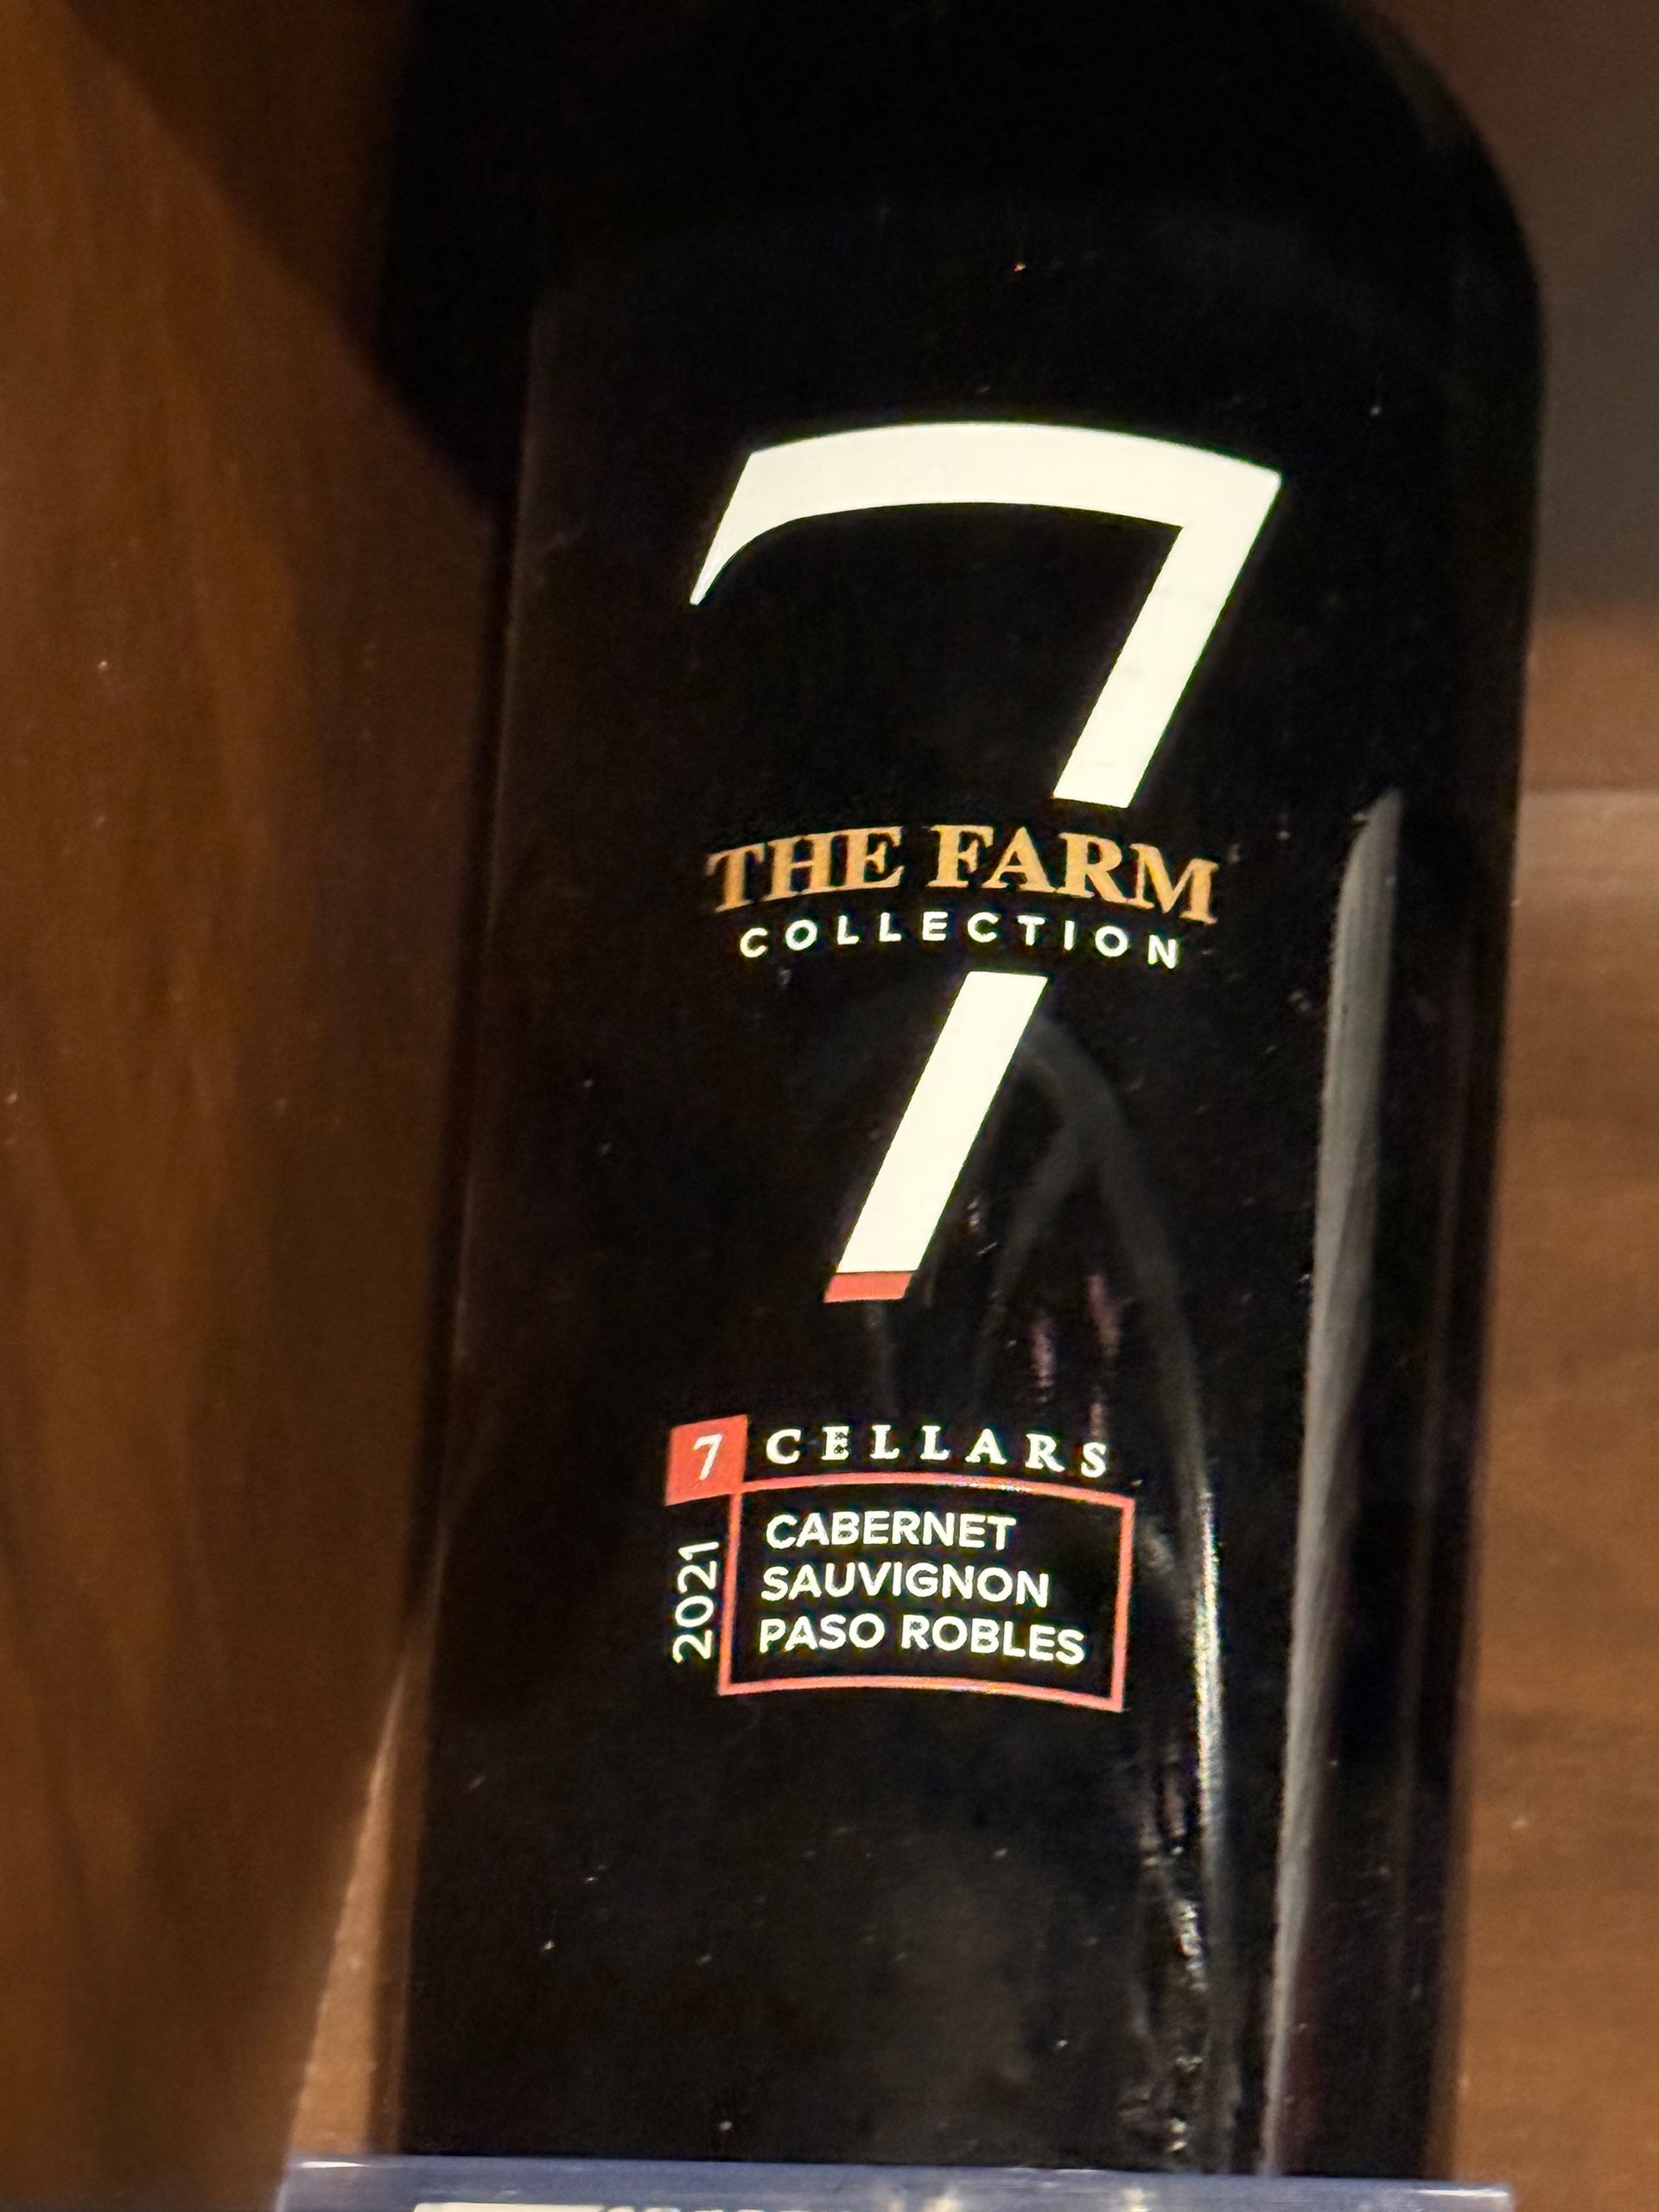 7
THE FARM
COLLECTION
7 CELLARS
2021
CABERNET
SAUVIGNON
PASO ROBLES